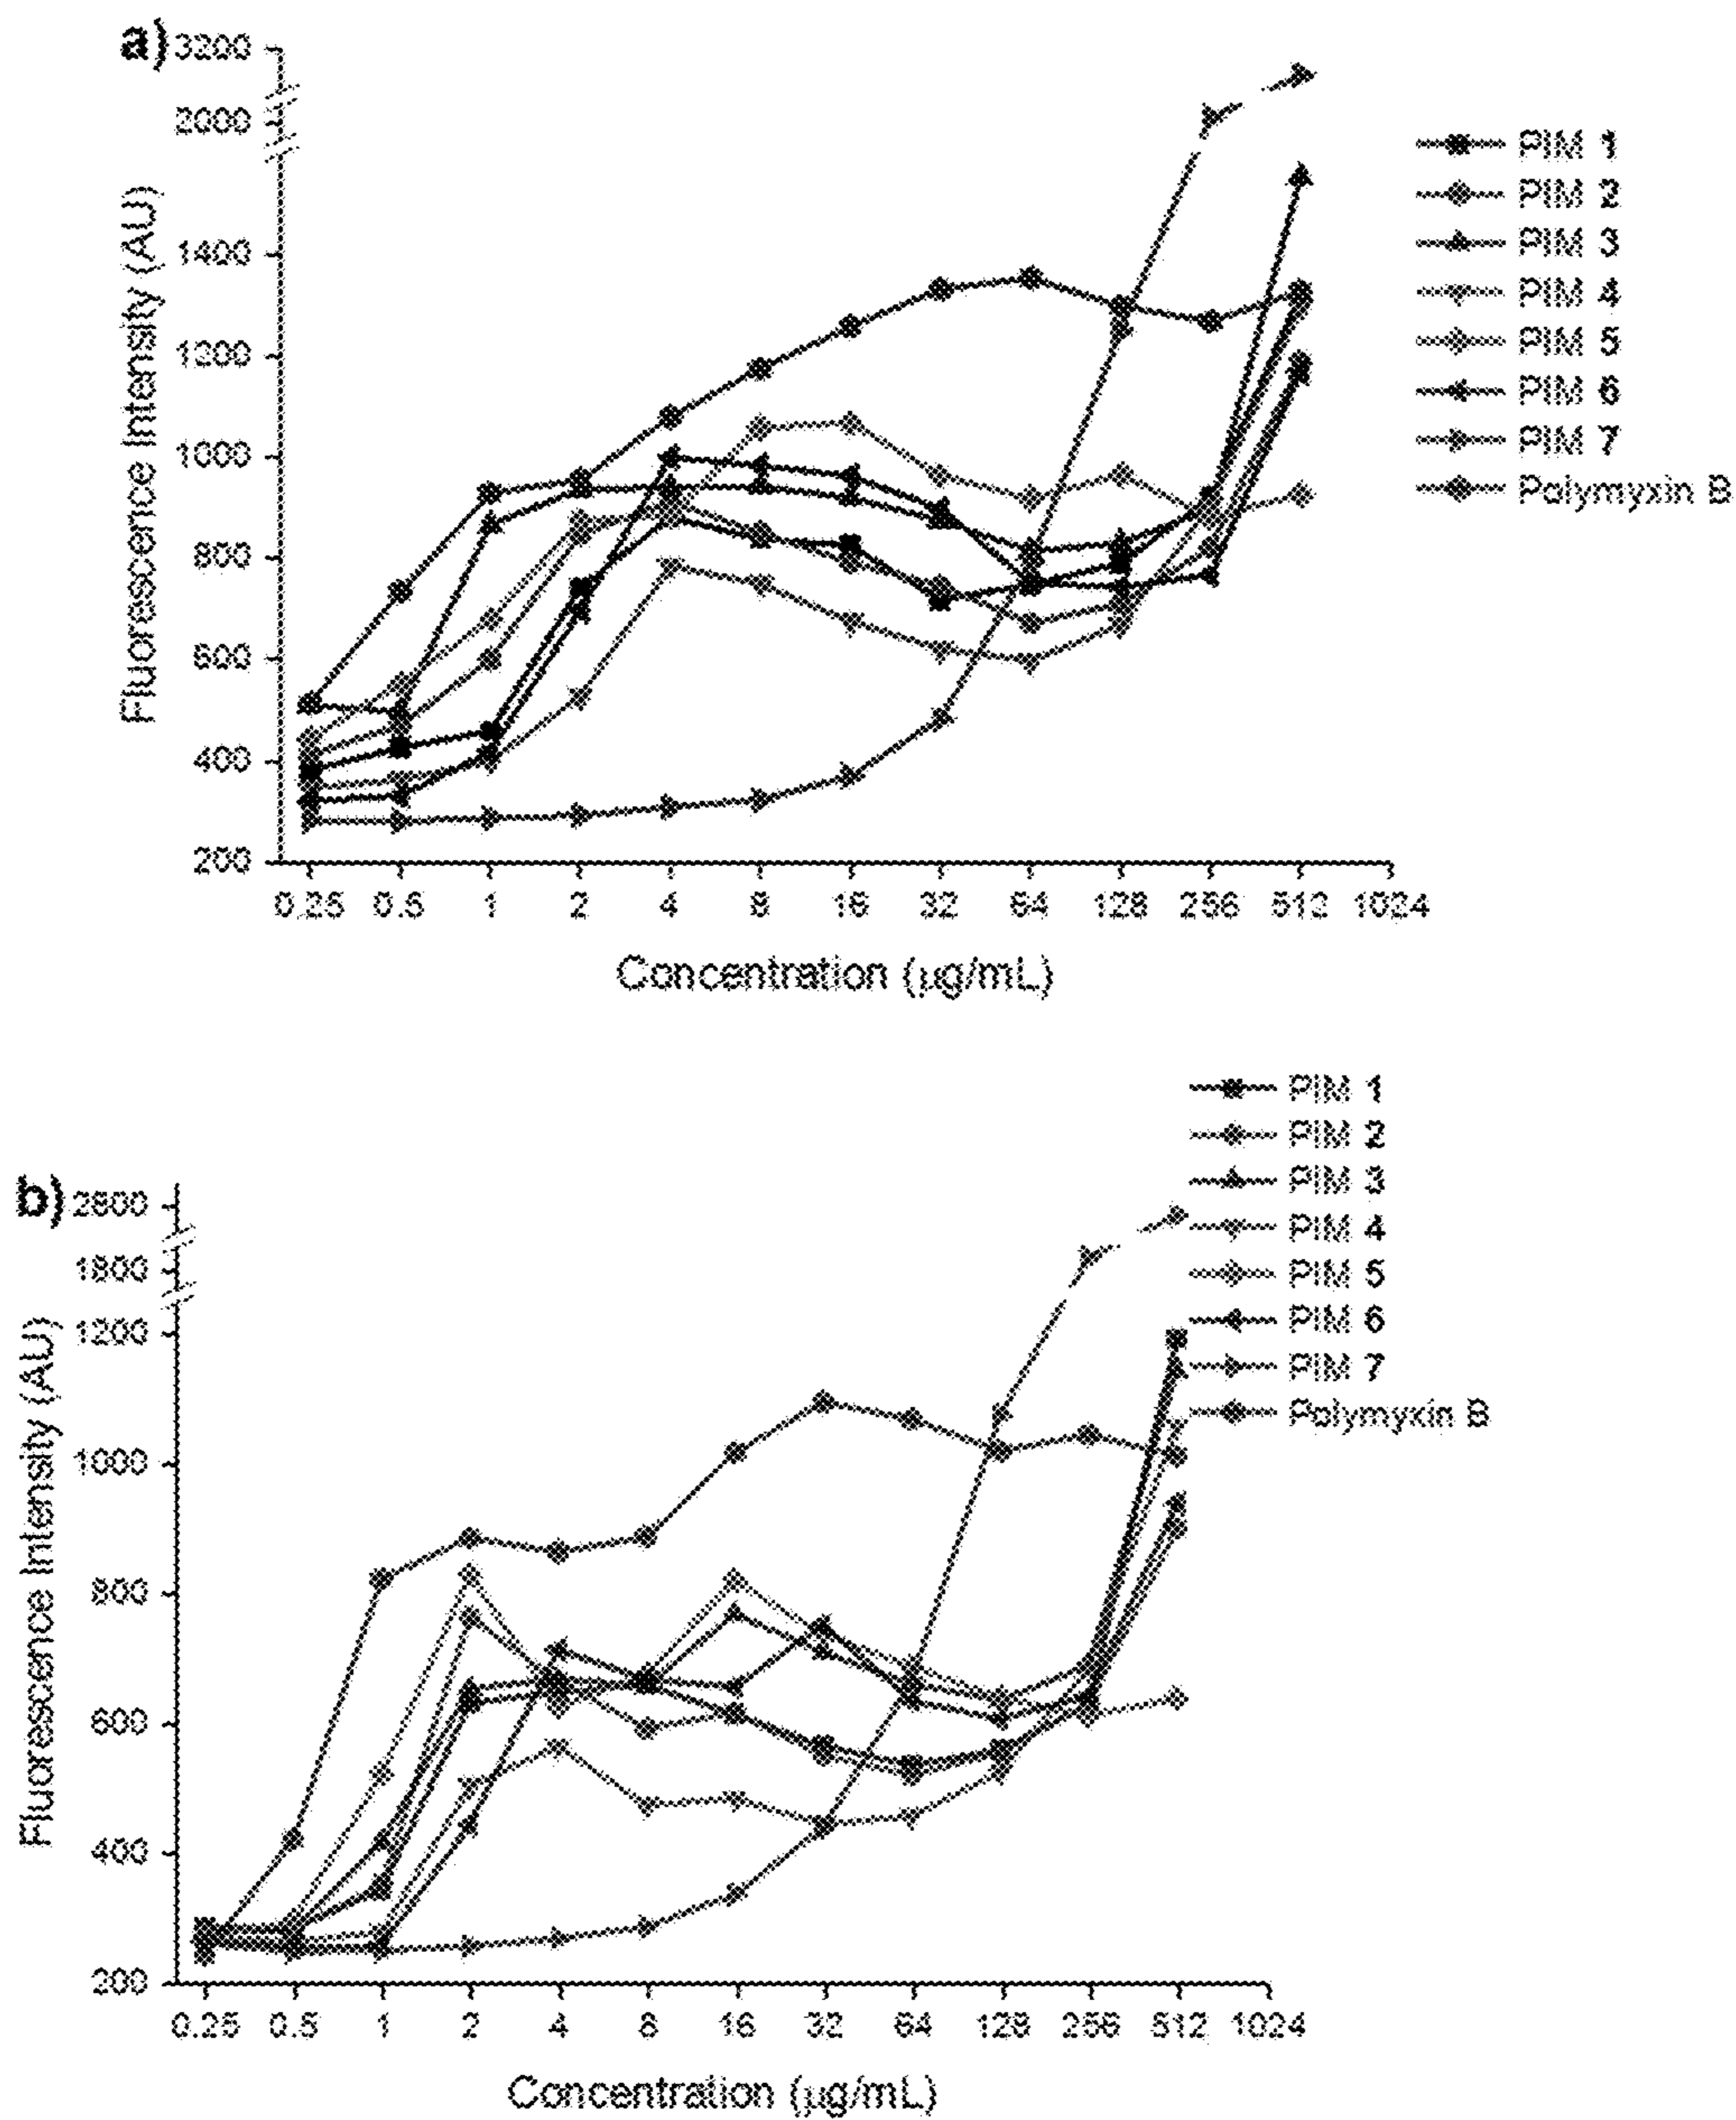 a)
3200
2000
1400
1200
1000
800
600
400
200
Fluorescence Intensity (AU)
0.25 0.5 1 2 4 8 16 32 64 128 256 512 1024
Concentration (µg/mL)
PIM 1
PIM 2
PIM 3
PIM 4
PIM 5
PIM 6
PIM 7
Polymyxin B
b)
2800
1800
1200
1000
800
600
400
200
Fluorescence Intensity (AU)
0.25 0.5 1 2 4 8 16 32 64 128 256 512 1024
Concentration (µg/mL)
PIM 1
PIM 2
PIM 3
PIM 4
PIM 5
PIM 6
PIM 7
Polymyxin B